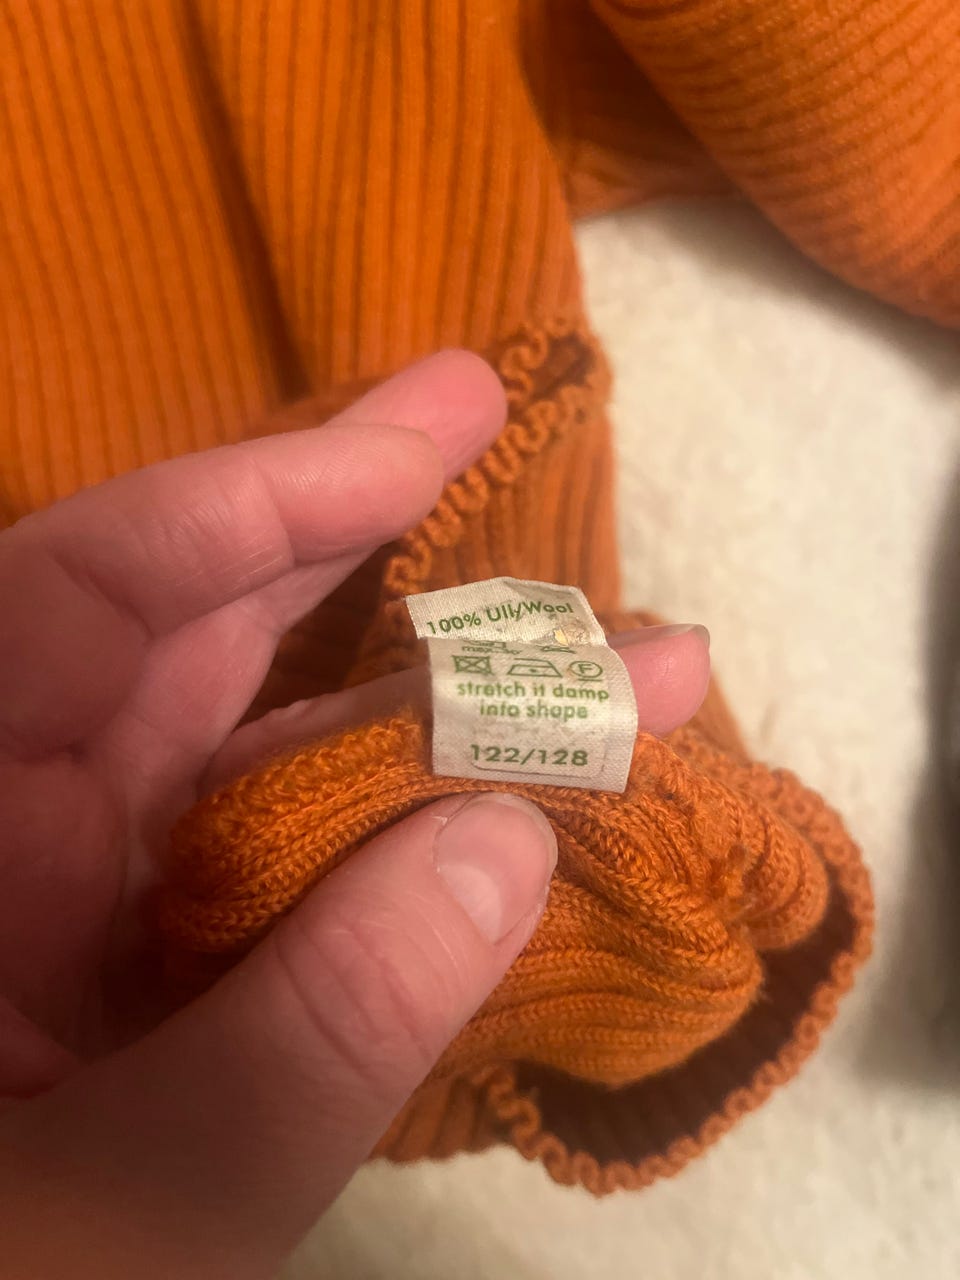 100% Ull/Wool
F
stretch it damp
into shape
122/128